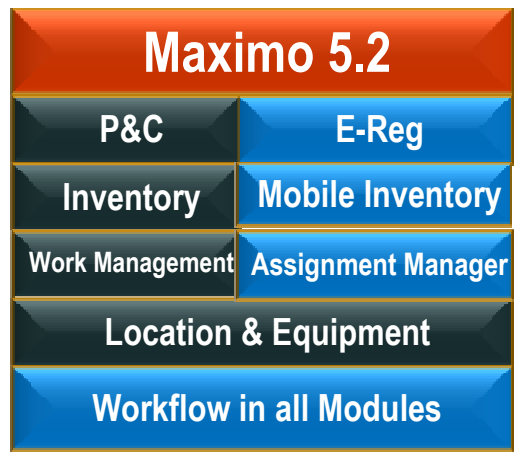 Maximo 5.2
P&C
E-Reg
Inventory
Mobile Inventory
Work Management
Assignment Manager
Location & Equipment
Workflow in all Modules